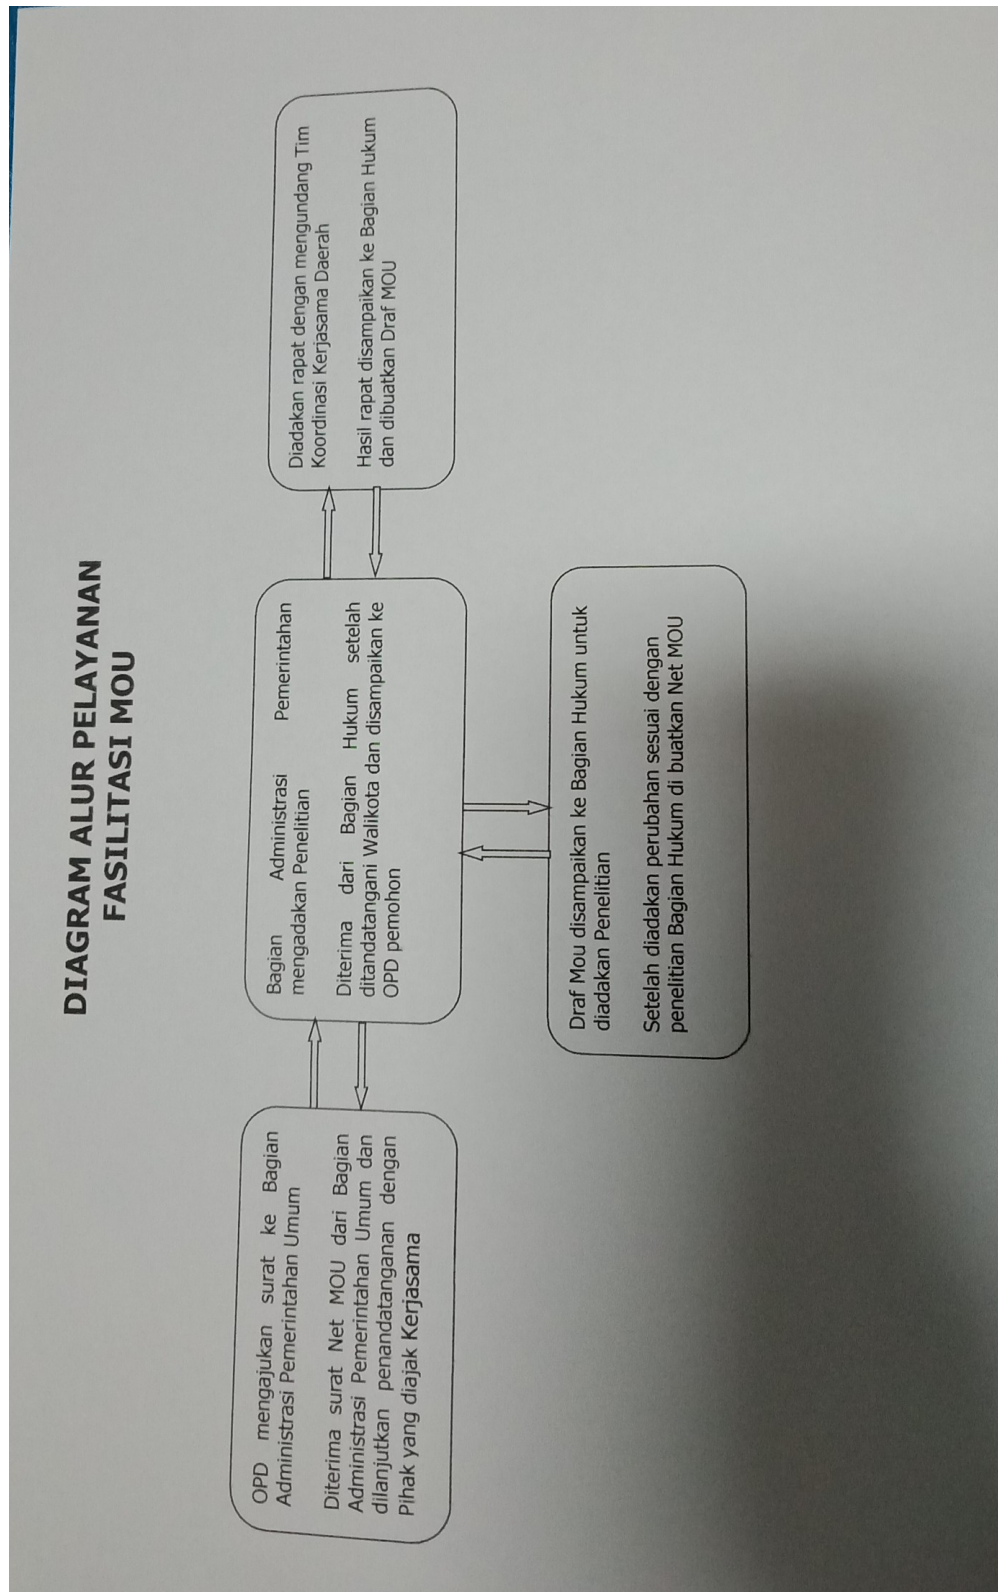 DIAGRAM ALUR PELAYANAN
FASILITASI MOU
OPD mengajukan surat ke Bagian
Administrasi Pemerintahan Umum
Diterima surat Net MOU dari Bagian
Administrasi Pemerintahan Umum dan
dilanjutkan penandatanganan dengan
Pihak yang diajak Kerjasama
Bagian Administrasi Pemerintahan
mengadakan Penelitian
Diterima dari Bagian Hukum setelah
ditandatangani Walikota dan disampaikan ke
OPD pemohon
Diadakan rapat dengan mengundang Tim
Koordinasi Kerjasama Daerah
Hasil rapat disampaikan ke Bagian Hukum
dan dibuatkan Draf MOU
Draf Mou disampaikan ke Bagian Hukum untuk
diadakan Penelitian
Setelah diadakan perubahan sesuai dengan
penelitian Bagian Hukum di buatkan Net MOU